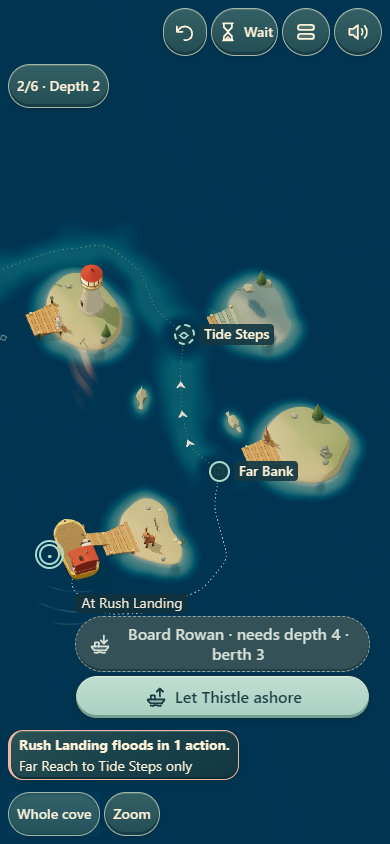 Wait
2/6 · Depth 2
Tide Steps
Far Bank
At Rush Landing
Board Rowan · needs depth 4 ·
berth 3
Let Thistle ashore
Rush Landing floods in 1 action.
Far Reach to Tide Steps only
Whole cove
Zoom